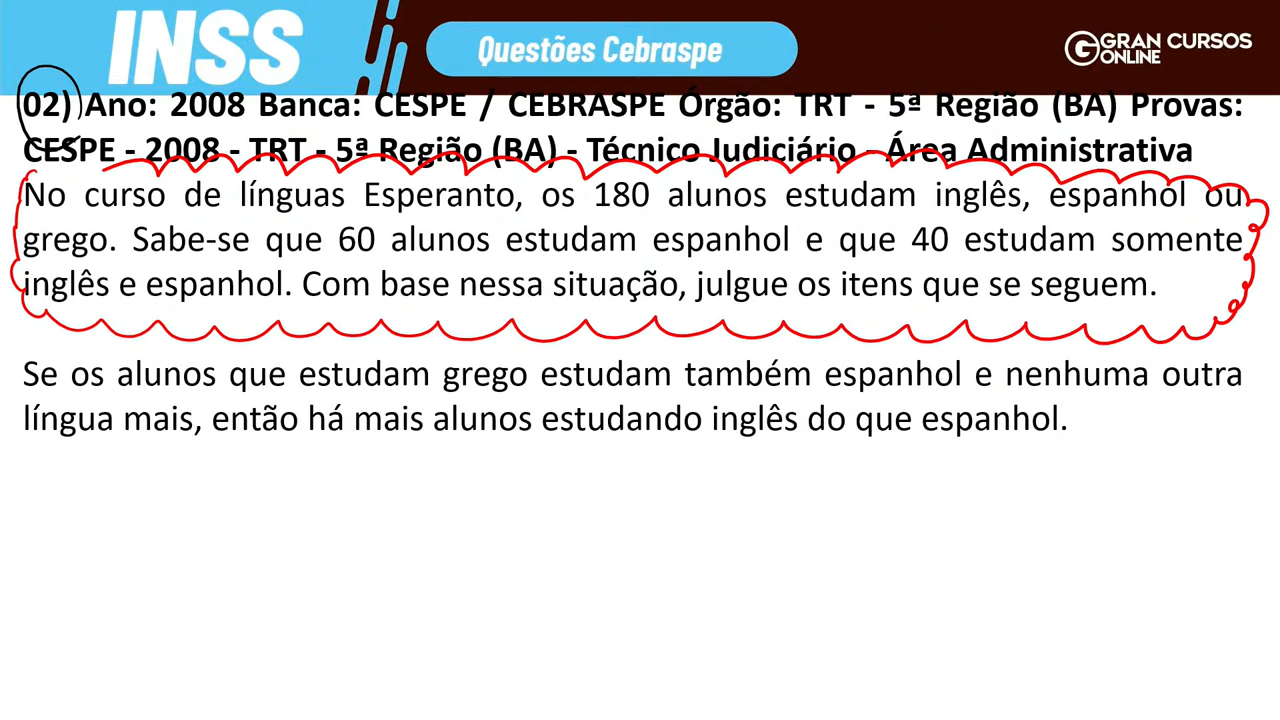 INSS
Questões Cebraspe
GRAN CURSOS
ONLINE
02) Ano: 2008 Banca: CESPE / CEBRASPE Órgão: TRT - 5ª Região (BA) Provas:
CESPE - 2008 - TRT - 5ª Região (BA) - Técnico Judiciário - Área Administrativa
No curso de línguas Esperanto, os 180 alunos estudam inglês, espanhol ou
grego. Sabe-se que 60 alunos estudam espanhol e que 40 estudam somente
inglês e espanhol. Com base nessa situação, julgue os itens que se seguem.
Se os alunos que estudam grego estudam também espanhol e nenhuma outra
língua mais, então há mais alunos estudando inglês do que espanhol.